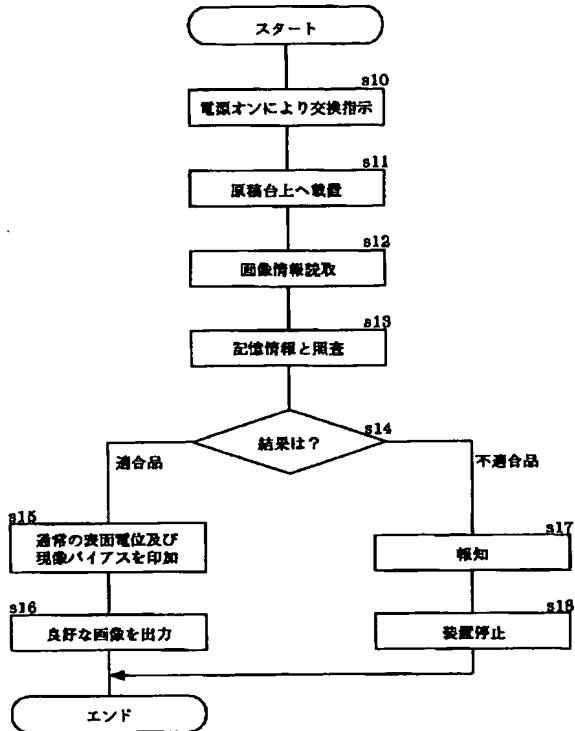 スタート
s10
電源オンにより交換指示
s11
原稿台上へ載置
s12
画像情報読取
s13
記憶情報と照査
s14
結果は?
適合品
不適合品
s15
通常の表面電位及び
現像バイアスを印加
s17
報知
s16
良好な画像を出力
s18
装置停止
エンド